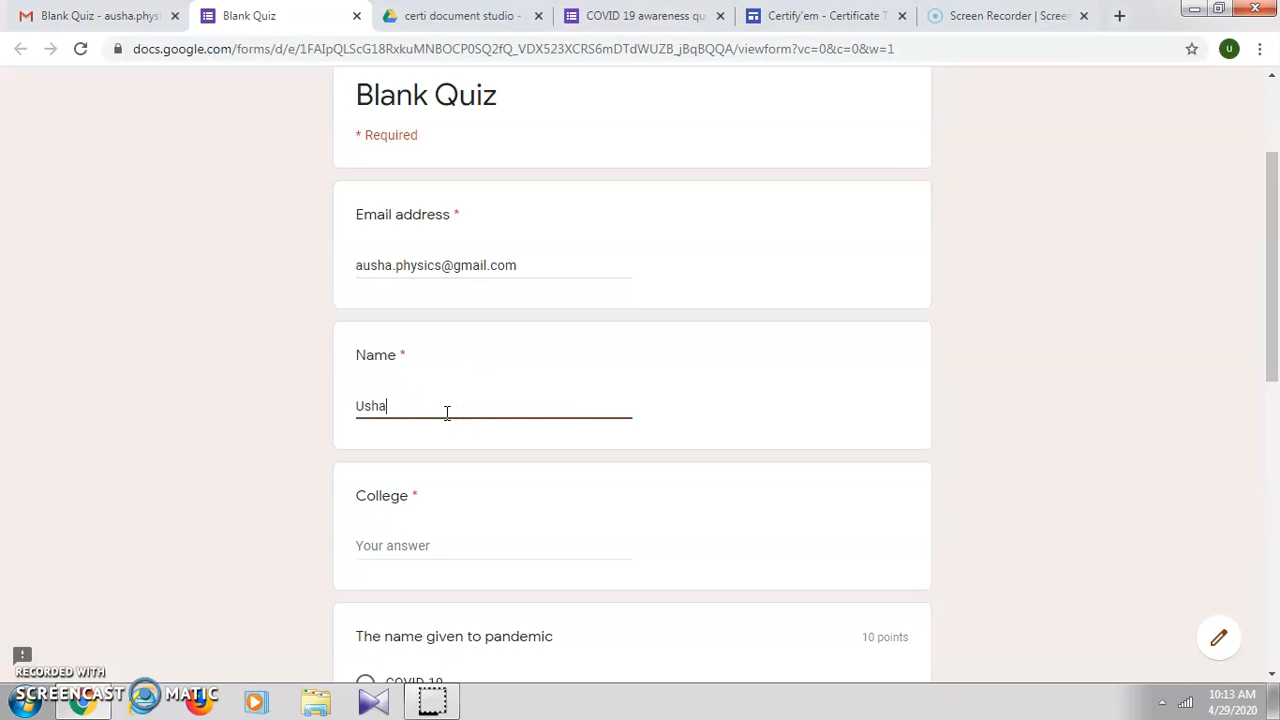 Blank Quiz - ausha.physi
Blank Quiz
certi document studio -
COVID 19 awareness qu
Certify'em - Certificate T
Screen Recorder | Scree
docs.google.com/forms/d/e/1FAIpQLScG18RxkuMNBOCP0SQ2fQ_VDX523XCRS6mDTdWUZB_jBqBQQA/viewform?vc=0&c=0&w=1
u
Blank Quiz
* Required
Email address *
ausha.physics@gmail.com
Name *
Usha
College *
Your answer
The name given to pandemic
10 points
COVID-19
RECORDED WITH
SCREENCAST MATIC
10:13 AM
4/29/2020